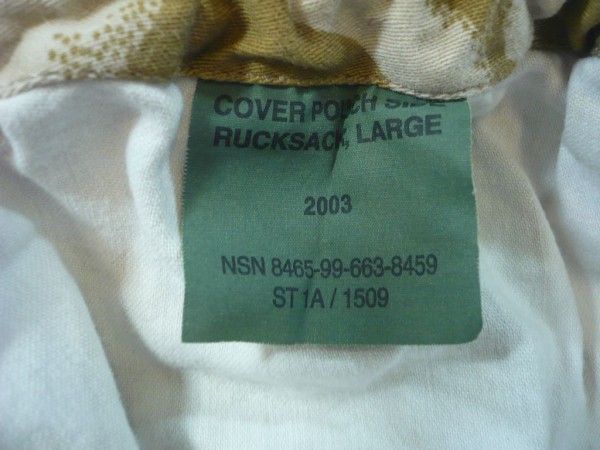 COVER POUCH SIDE
RUCKSACK, LARGE
2003
NSN 8465-99-663-8459
ST1A / 1509